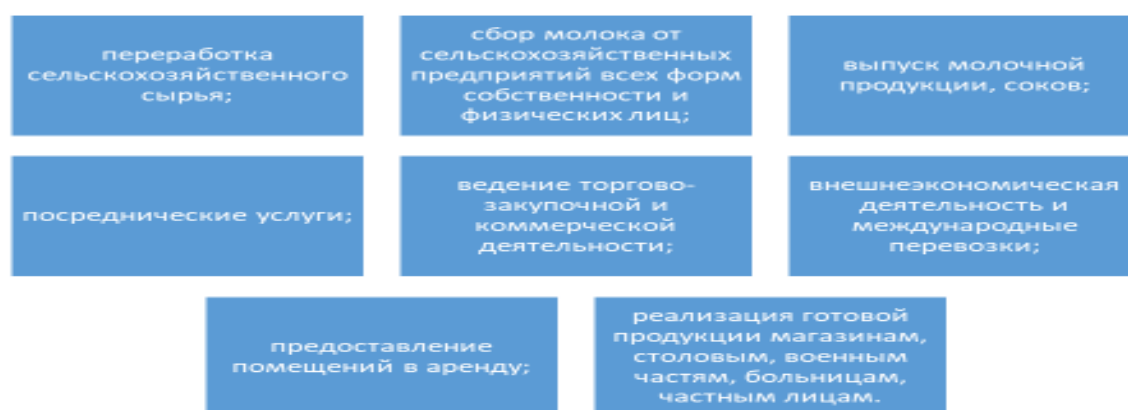 переработка
сельскохозяйственного
сырья;
сбор молока от
сельскохозяйственных
предприятий всех форм
собственности и
физических лиц;
выпуск молочной
продукции, соков;
посреднические услуги;
ведение торгово-
закупочной и
коммерческой
деятельности;
внешнеэкономическая
деятельность и
международные
перевозки;
предоставление
помещений в аренду;
реализация готовой
продукции магазинам,
столовым, военным
частям, больницам,
частным лицам.